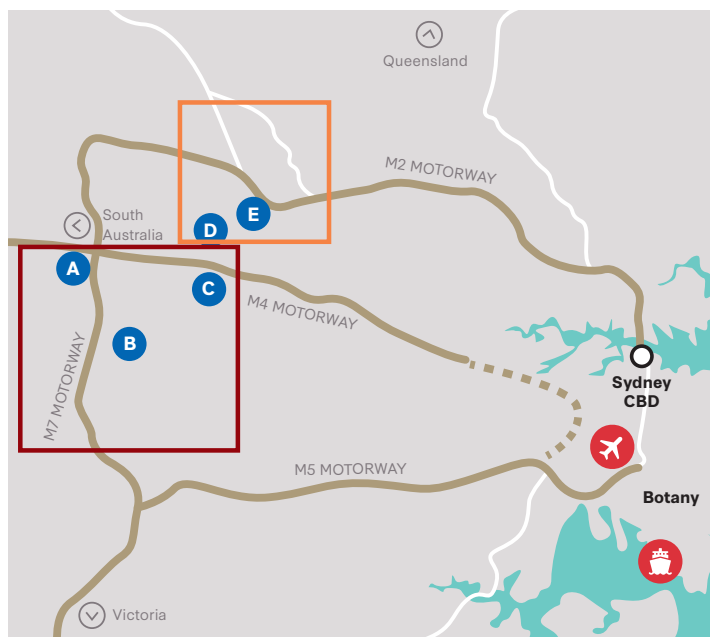 Queensland
M2 MOTORWAY
E
D
South
Australia
A
C
M4 MOTORWAY
B
M7 MOTORWAY
Sydney
CBD
M5 MOTORWAY
Botany
Victoria